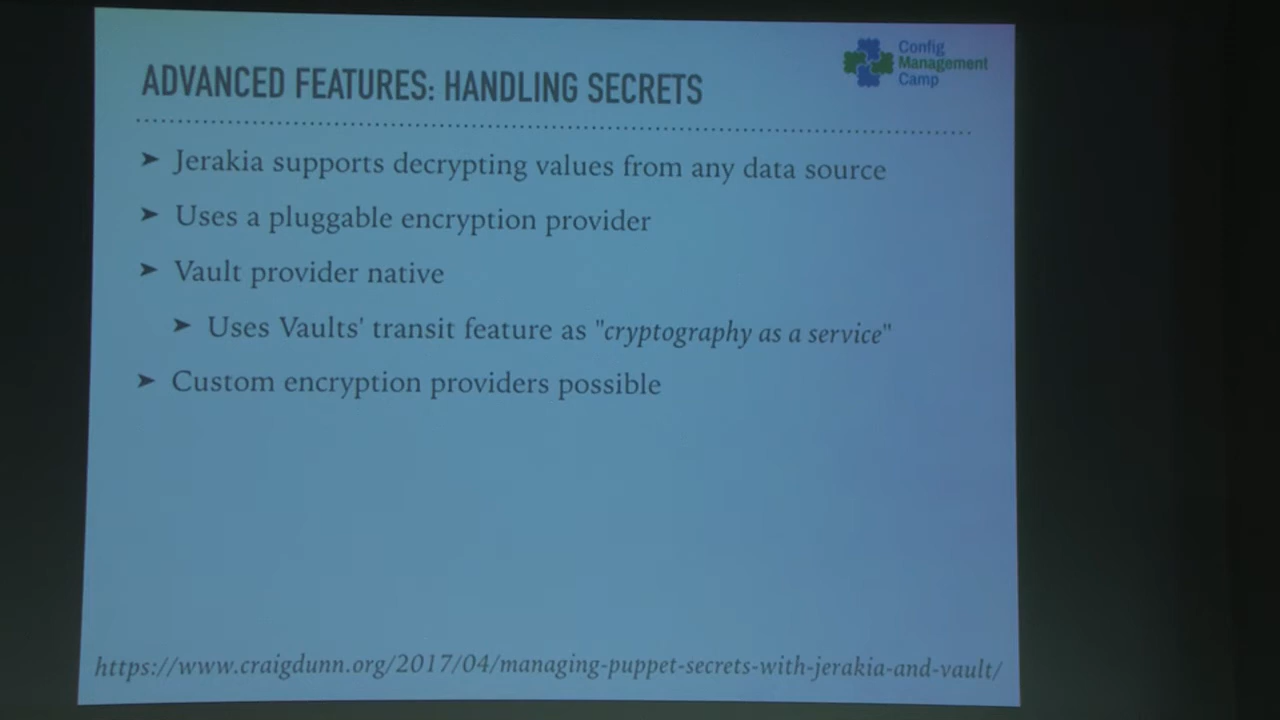 Config
Management
Camp
ADVANCED FEATURES: HANDLING SECRETS
➤ Jerakia supports decrypting values from any data source
➤ Uses a pluggable encryption provider
➤ Vault provider native
➤ Uses Vaults' transit feature as "cryptography as a service"
➤ Custom encryption providers possible
https://www.craigdunn.org/2017/04/managing-puppet-secrets-with-jerakia-and-vault/